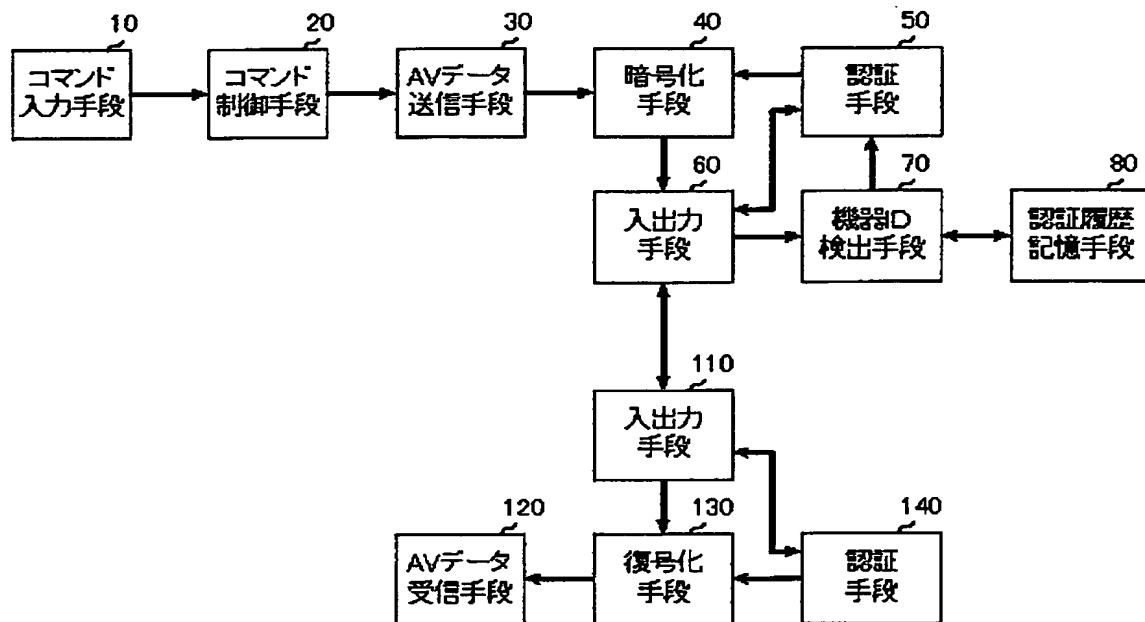 10
コマンド
入力手段
20
コマンド
制御手段
30
AVデータ
送信手段
40
暗号化
手段
50
認証
手段
60
入出力
手段
70
機器ID
検出手段
80
認証履歴
記憶手段
110
入出力
手段
120
AVデータ
受信手段
130
復号化
手段
140
認証
手段